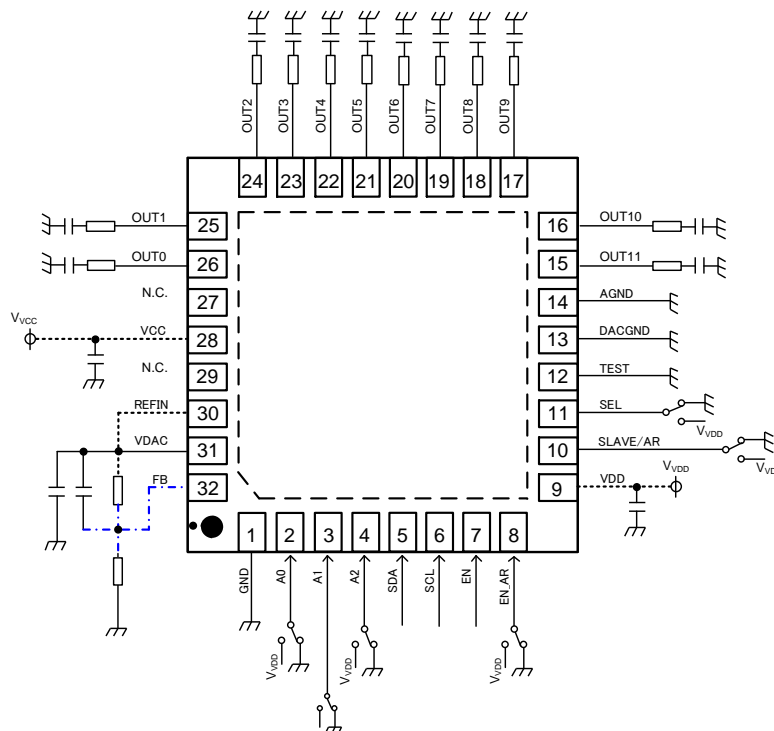 OUT2
OUT3
OUT4
OUT5
OUT6
OUT7
OUT8
OUT9
24
23
22
21
20
19
18
17
OUT1
25
16
OUT10
OUT0
26
15
OUT11
N.C.
27
14
AGND
VVCC
VCC
28
13
DACGND
N.C.
29
12
TEST
REFIN
30
11
SEL
VVDD
VDAC
31
10
SLAVE/AR
VVD
FB
32
9
VDD
VVDD
1
2
3
4
5
6
7
8
GND
A0
A1
A2
SDA
SCL
EN
EN_AR
VVDD
VVDD
VVDD